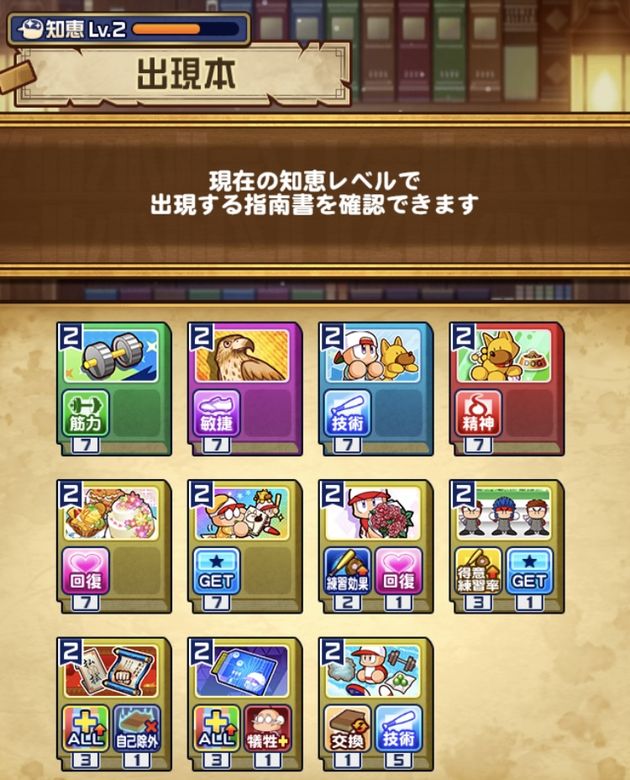 知恵 Lv.2
出現本
現在の知恵レベルで
出現する指南書を確認できます
2 2 2 2
DOG
筋力 敏捷 技術 精神
7 7 7 7
2 2 2 2
回復 GET 練習効果 回復 得意練習率 GET
7 7 2 1 3 1
2 2 2
ALL 自己除外 ALL 犠牲+ 交換 技術
3 1 3 1 1 5